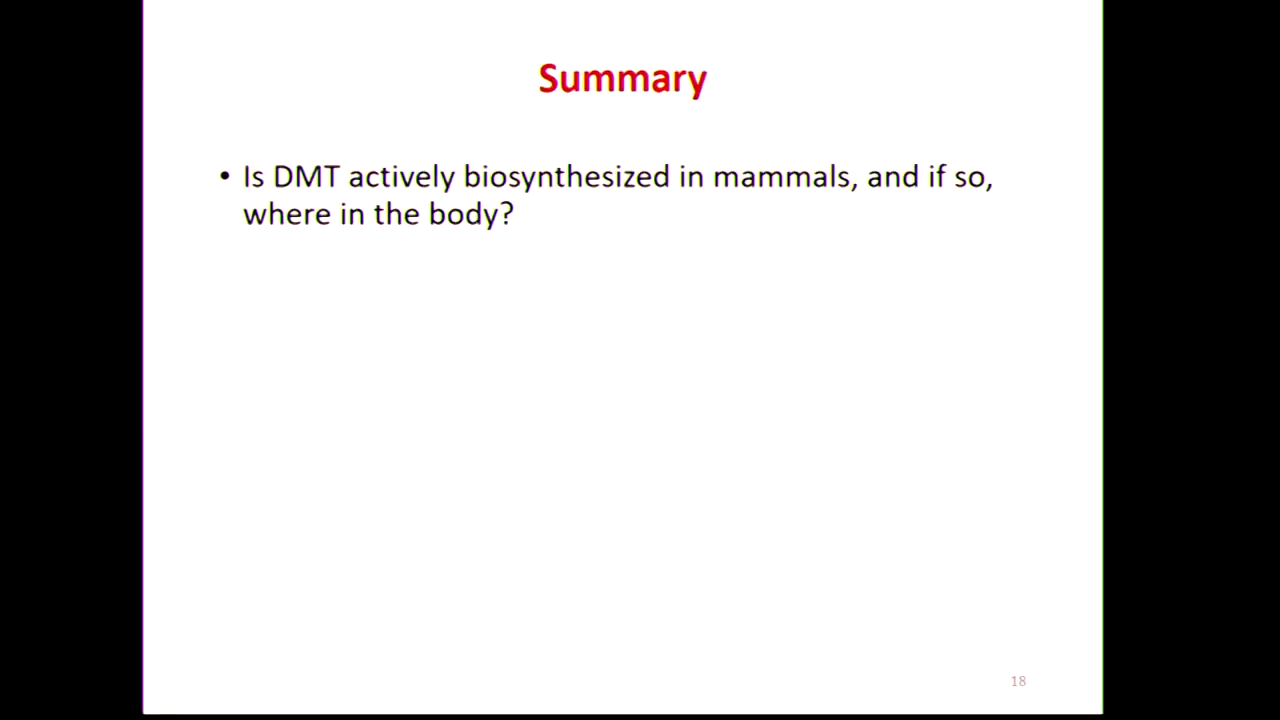 Summary
• Is DMT actively biosynthesized in mammals, and if so,
where in the body?
18